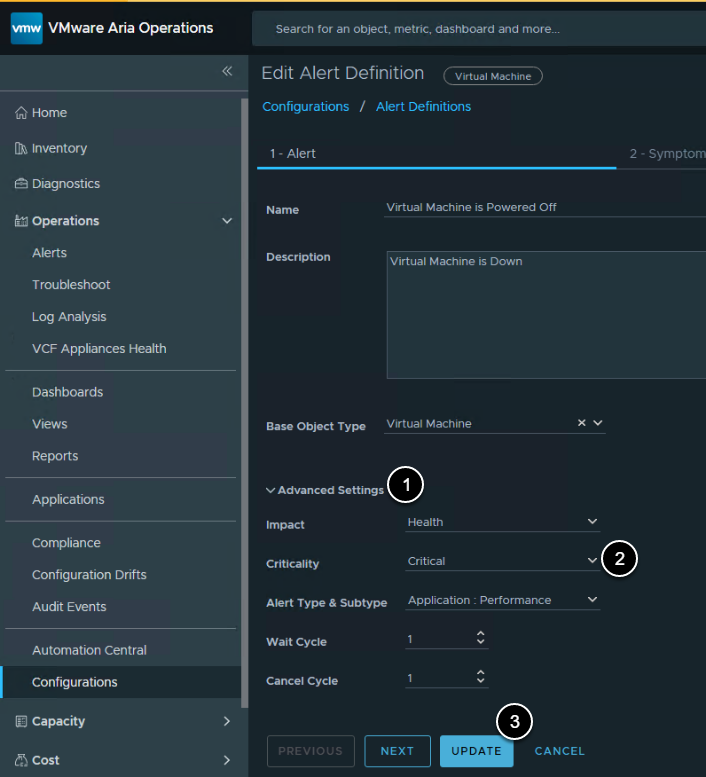 vmw VMware Aria Operations
Search for an object, metric, dashboard and more...
Home
Inventory
Diagnostics
Operations
Alerts
Troubleshoot
Log Analysis
VCF Appliances Health
Dashboards
Views
Reports
Applications
Compliance
Configuration Drifts
Audit Events
Automation Central
Configurations
Capacity
Cost
Edit Alert Definition Virtual Machine
Configurations / Alert Definitions
1 - Alert 2 - Symptom
Name Virtual Machine is Powered Off
Description Virtual Machine is Down
Base Object Type Virtual Machine
Advanced Settings 1
Impact Health
Criticality Critical 2
Alert Type & Subtype Application : Performance
Wait Cycle 1
Cancel Cycle 1
3
PREVIOUS NEXT UPDATE CANCEL